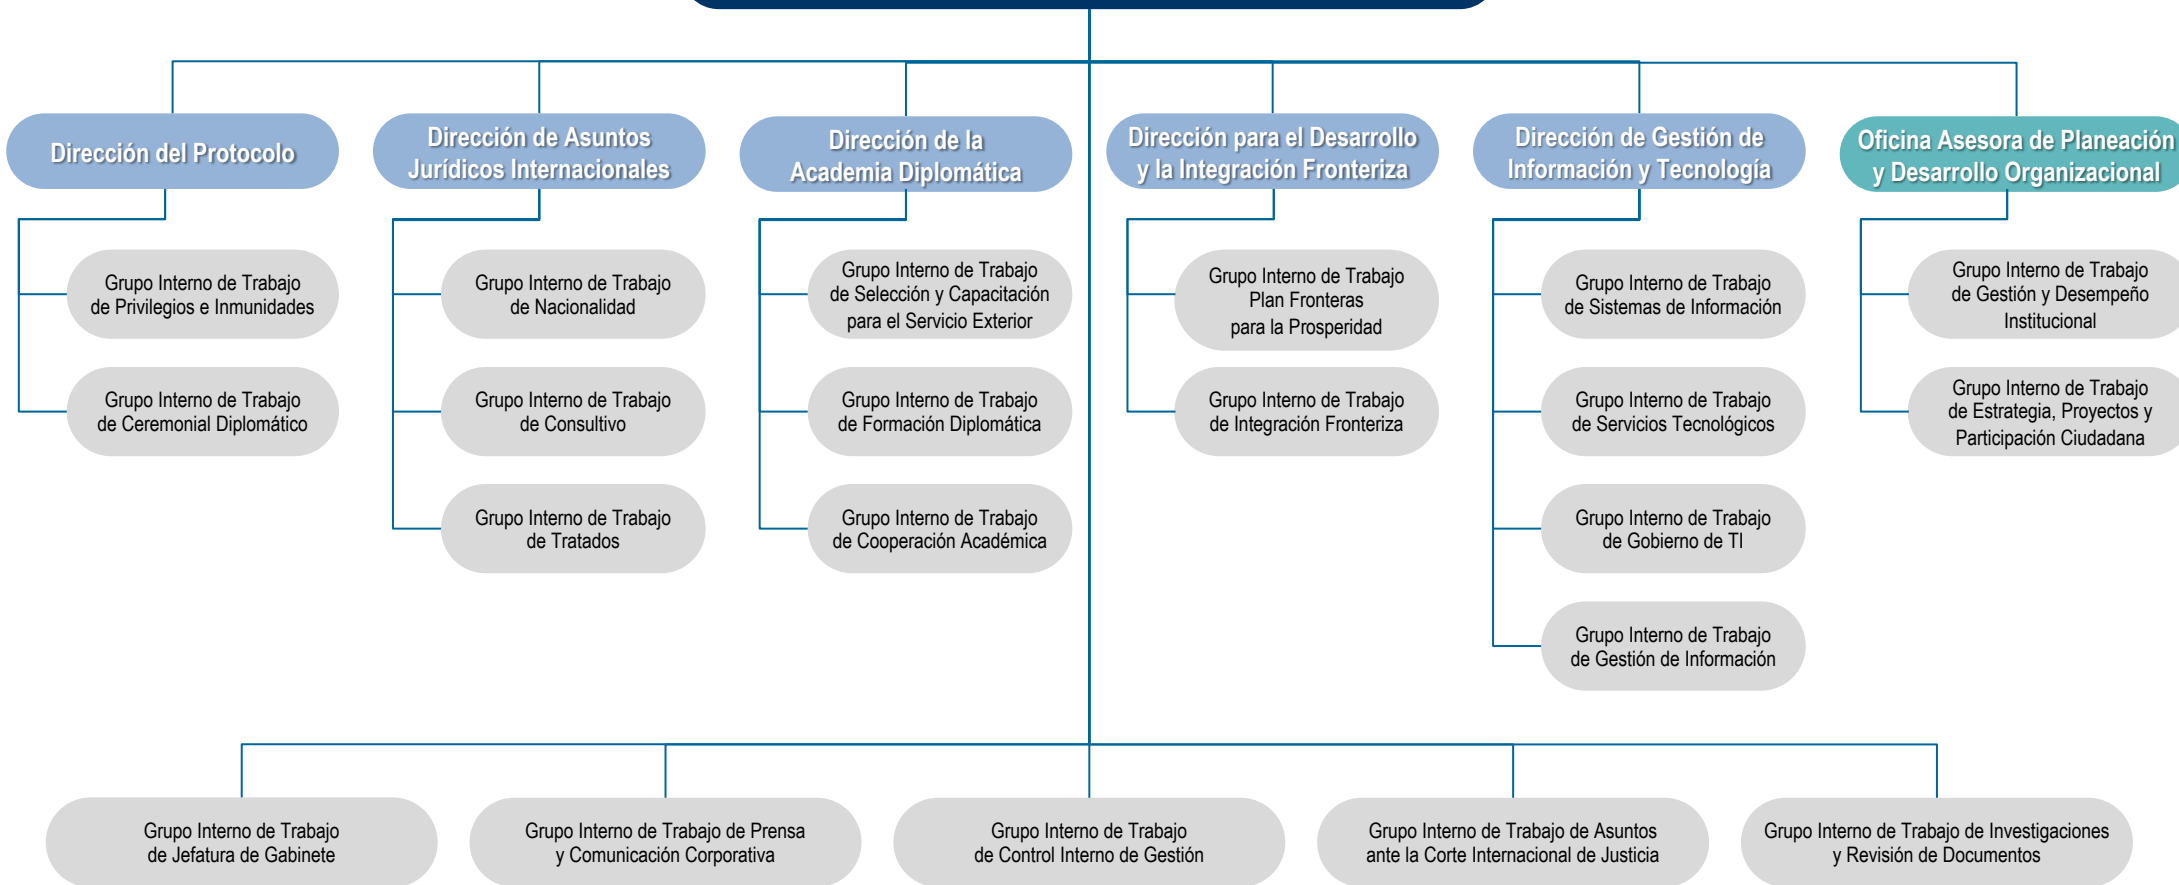 Dirección del Protocolo
Grupo Interno de Trabajo
de Privilegios e Inmunidades
Grupo Interno de Trabajo
de Ceremonial Diplomático
Dirección de Asuntos
Jurídicos Internacionales
Grupo Interno de Trabajo
de Nacionalidad
Grupo Interno de Trabajo
de Consultivo
Grupo Interno de Trabajo
de Tratados
Dirección de la
Academia Diplomática
Grupo Interno de Trabajo
de Selección y Capacitación
para el Servicio Exterior
Grupo Interno de Trabajo
de Formación Diplomática
Grupo Interno de Trabajo
de Cooperación Académica
Dirección para el Desarrollo
y la Integración Fronteriza
Grupo Interno de Trabajo
Plan Fronteras
para la Prosperidad
Grupo Interno de Trabajo
de Integración Fronteriza
Dirección de Gestión de
Información y Tecnología
Grupo Interno de Trabajo
de Sistemas de Información
Grupo Interno de Trabajo
de Servicios Tecnológicos
Grupo Interno de Trabajo
de Gobierno de TI
Grupo Interno de Trabajo
de Gestión de Información
Oficina Asesora de Planeación
y Desarrollo Organizacional
Grupo Interno de Trabajo
de Gestión y Desempeño
Institucional
Grupo Interno de Trabajo
de Estrategia, Proyectos y
Participación Ciudadana
Grupo Interno de Trabajo
de Jefatura de Gabinete
Grupo Interno de Trabajo de Prensa
y Comunicación Corporativa
Grupo Interno de Trabajo
de Control Interno de Gestión
Grupo Interno de Trabajo de Asuntos
ante la Corte Internacional de Justicia
Grupo Interno de Trabajo de Investigaciones
y Revisión de Documentos